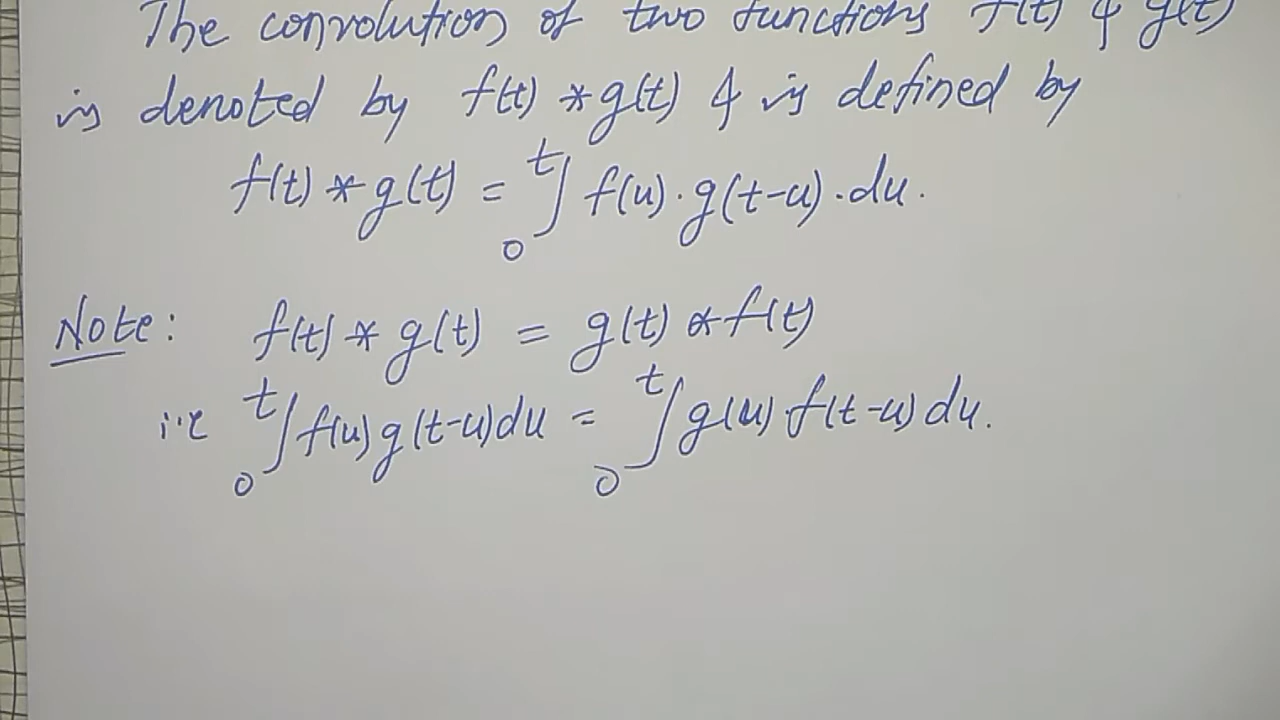 The convolution of two functions f(t) & g(t)
is denoted by f(t) * g(t) & is defined by
f(t) * g(t) = ∫₀ᵗ f(u)·g(t-u)·du.
Note: f(t) * g(t) = g(t) * f(t)
i.e ∫₀ᵗ f(u) g(t-u) du = ∫₀ᵗ g(u) f(t-u) du.